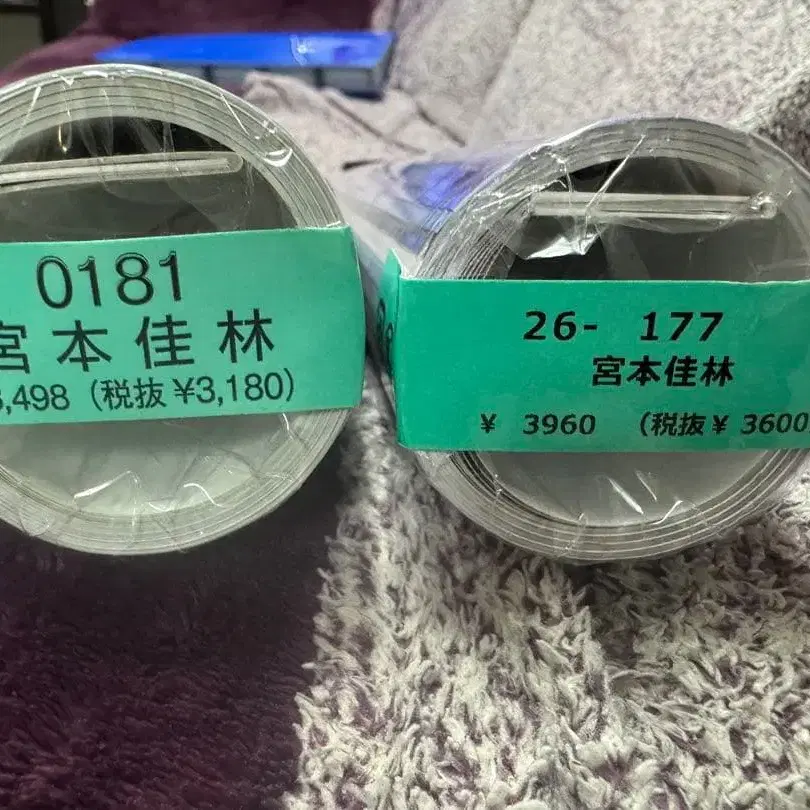 0181
宮本佳林
,498 (税抜 ¥3,180)
26- 177
宮本佳林
¥ 3960 (税抜 ¥ 3600